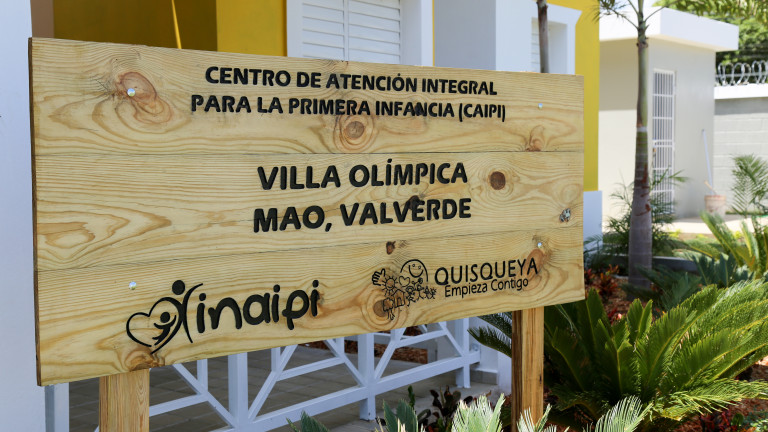 CENTRO DE ATENCIÓN INTEGRAL
PARA LA PRIMERA INFANCIA (CAIPI)
VILLA OLÍMPICA
MAO, VALVERDE
inaipi
QUISQUEYA
Empieza Contigo